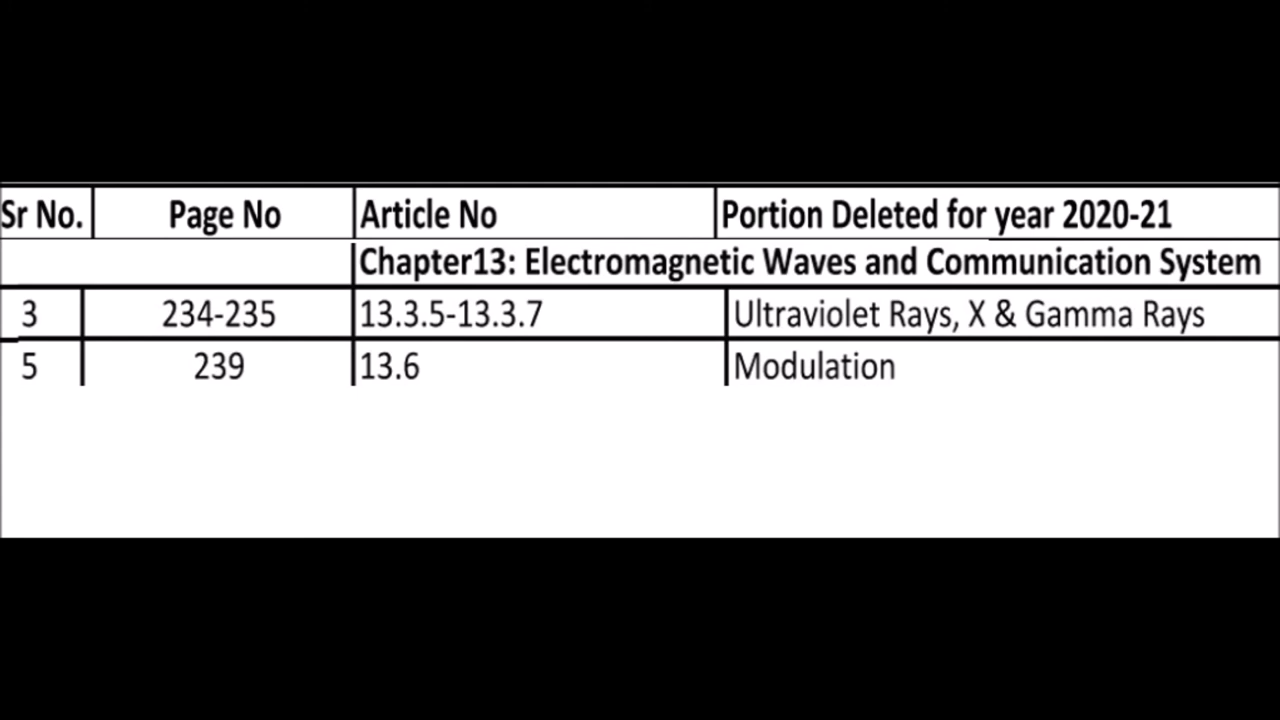 Sr No. Page No Article No Portion Deleted for year 2020-21
Chapter13: Electromagnetic Waves and Communication System
3 234-235 13.3.5-13.3.7 Ultraviolet Rays, X & Gamma Rays
5 239 13.6 Modulation